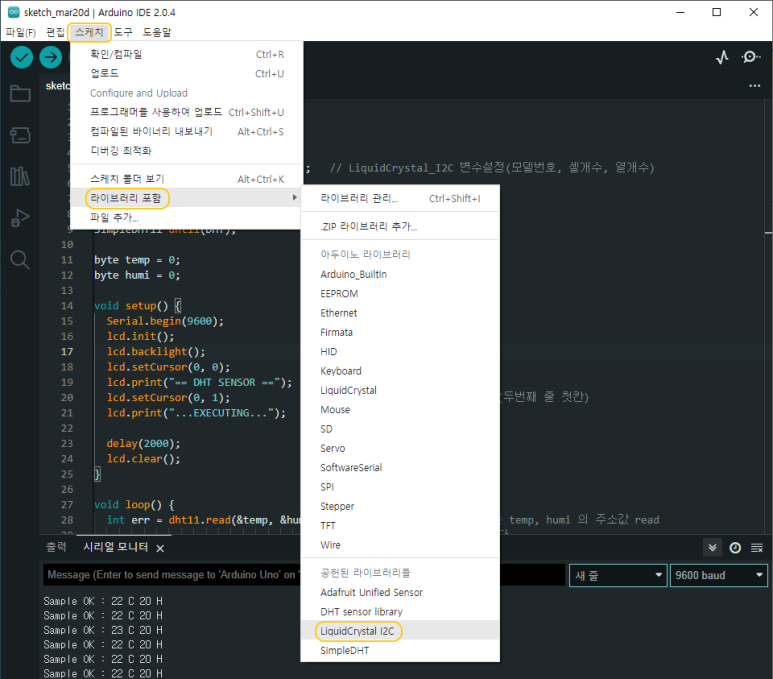 sketch_mar20d | Arduino IDE 2.0.4
파일(F) 편집 스케치 도구 도움말
확인/컴파일 Ctrl+R
업로드 Ctrl+U
Configure and Upload
프로그래머를 사용하여 업로드 Ctrl+Shift+U
컴파일된 바이너리 내보내기 Alt+Ctrl+S
디버깅 최적화
스케치 폴더 보기 Alt+Ctrl+K
라이브러리 포함
파일 추가...
라이브러리 관리... Ctrl+Shift+I
.ZIP 라이브러리 추가...
아두이노 라이브러리
Arduino_BuiltIn
EEPROM
Ethernet
Firmata
HID
Keyboard
LiquidCrystal
Mouse
SD
Servo
SoftwareSerial
SPI
Stepper
TFT
Wire
공헌된 라이브러리들
Adafruit Unified Sensor
DHT sensor library
LiquidCrystal I2C
SimpleDHT
sketc
; // LiquidCrystal_I2C 변수설정(모델번호, 셀개수, 열개수)
9 SimpleDHT11 dht11(DHT);
10
11 byte temp = 0;
12 byte humi = 0;
13
14 void setup() {
15 Serial.begin(9600);
16 lcd.init();
17 lcd.backlight();
18 lcd.setCursor(0, 0);
19 lcd.print("== DHT SENSOR ==");
20 lcd.setCursor(0, 1); (두번째 줄 첫칸)
21 lcd.print("...EXECUTING...");
22
23 delay(2000);
24 lcd.clear();
25 }
26
27 void loop() {
28 int err = dht11.read(&temp, &hum temp, humi 의 주소값 read
출력 시리얼 모니터
Message (Enter to send message to 'Arduino Uno' on '
새 줄 9600 baud
Sample OK : 22 C 20 H
Sample OK : 22 C 20 H
Sample OK : 23 C 20 H
Sample OK : 22 C 20 H
Sample OK : 22 C 20 H
Sample OK : 22 C 20 H